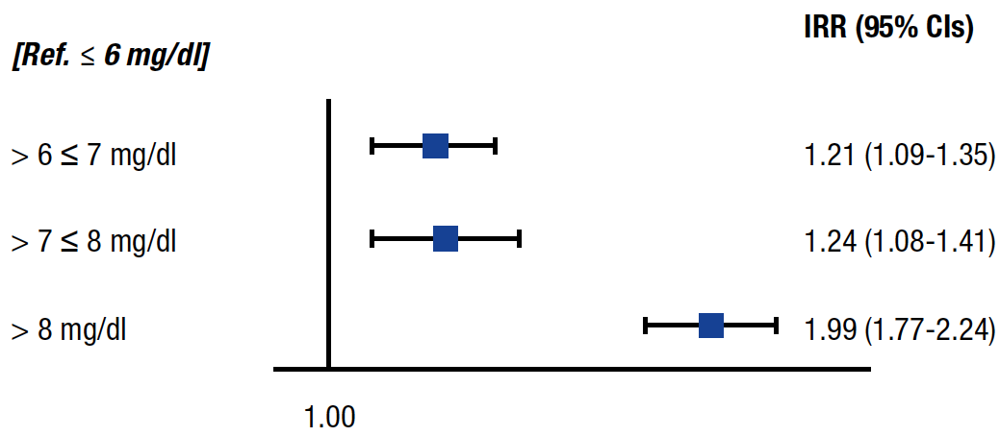 IRR (95% CIs)
[Ref. ≤ 6 mg/dl]
> 6 ≤ 7 mg/dl 1.21 (1.09-1.35)
> 7 ≤ 8 mg/dl 1.24 (1.08-1.41)
> 8 mg/dl 1.99 (1.77-2.24)
1.00